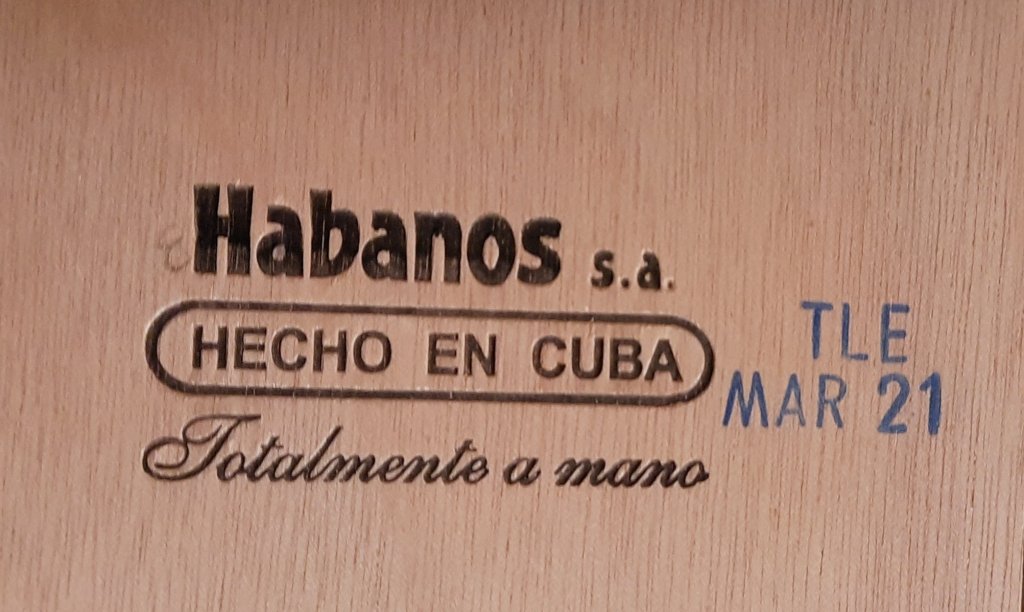 Habanos s.a.
HECHO EN CUBA
Totalmente a mano
TLE
MAR 21